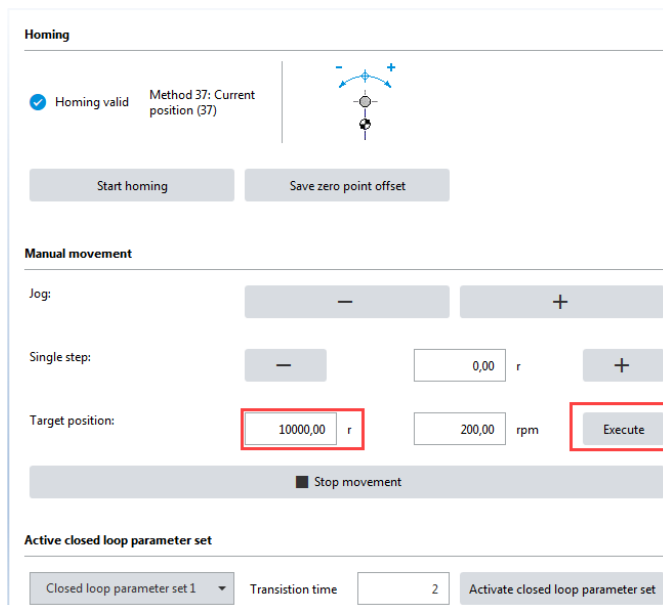 Homing
- +
Homing valid
Method 37: Current
position (37)
Start homing
Save zero point offset
Manual movement
Jog:
− +
Single step:
− 0,00 r +
Target position:
10000,00 r 200,00 rpm Execute
Stop movement
Active closed loop parameter set
Closed loop parameter set 1 Transistion time 2 Activate closed loop parameter set